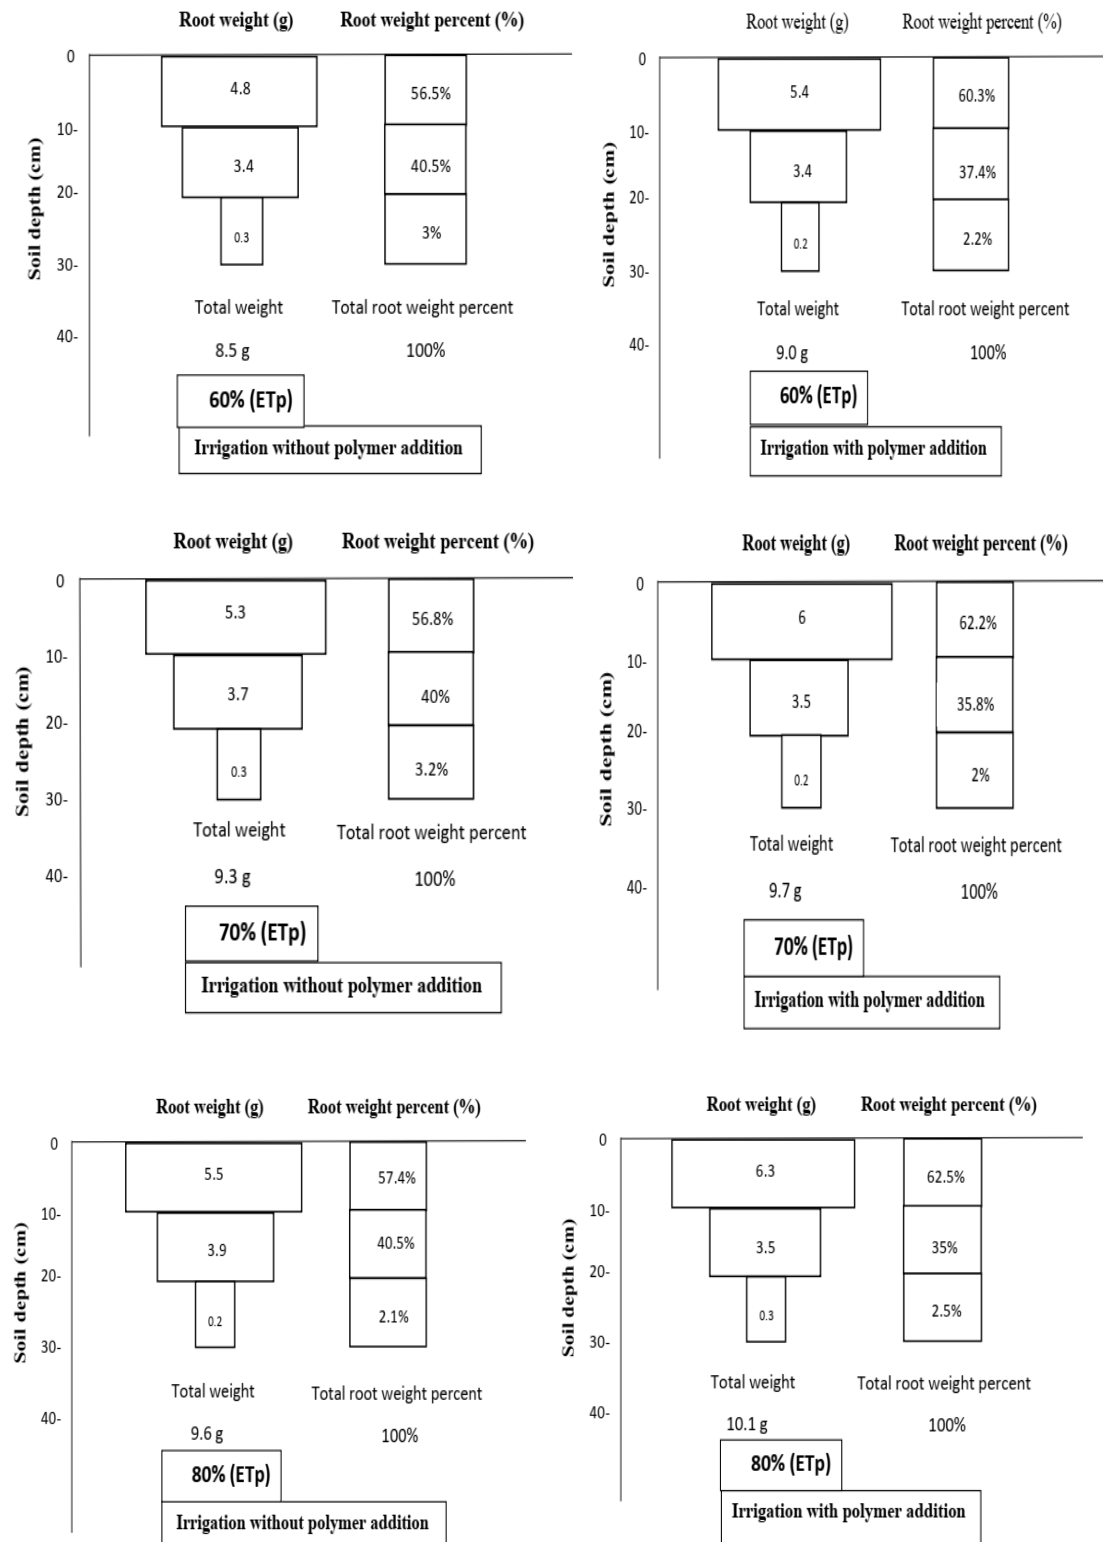 Root weight (g) Root weight percent (%)
0
4.8 56.5%
10-
3.4 40.5%
20-
0.3 3%
30-
Soil depth (cm)
Total weight Total root weight percent
40-
8.5 g 100%
60% (ETp)
Irrigation without polymer addition
Root weight (g) Root weight percent (%)
0
5.4 60.3%
10-
3.4 37.4%
20-
0.2 2.2%
30-
Soil depth (cm)
Total weight Total root weight percent
40-
9.0 g 100%
60% (ETp)
Irrigation with polymer addition
Root weight (g) Root weight percent (%)
0
5.3 56.8%
10-
3.7 40%
20-
0.3 3.2%
30-
Soil depth (cm)
Total weight Total root weight percent
40-
9.3 g 100%
70% (ETp)
Irrigation without polymer addition
Root weight (g) Root weight percent (%)
0
6 62.2%
10-
3.5 35.8%
20-
0.2 2%
30-
Soil depth (cm)
Total weight Total root weight percent
40-
9.7 g 100%
70% (ETp)
Irrigation with polymer addition
Root weight (g) Root weight percent (%)
0
5.5 57.4%
10-
3.9 40.5%
20-
0.2 2.1%
30-
Soil depth (cm)
Total weight Total root weight percent
40-
9.6 g 100%
80% (ETp)
Irrigation without polymer addition
Root weight (g) Root weight percent (%)
0
6.3 62.5%
10-
3.5 35%
20-
0.3 2.5%
30-
Soil depth (cm)
Total weight Total root weight percent
40-
10.1 g 100%
80% (ETp)
Irrigation with polymer addition